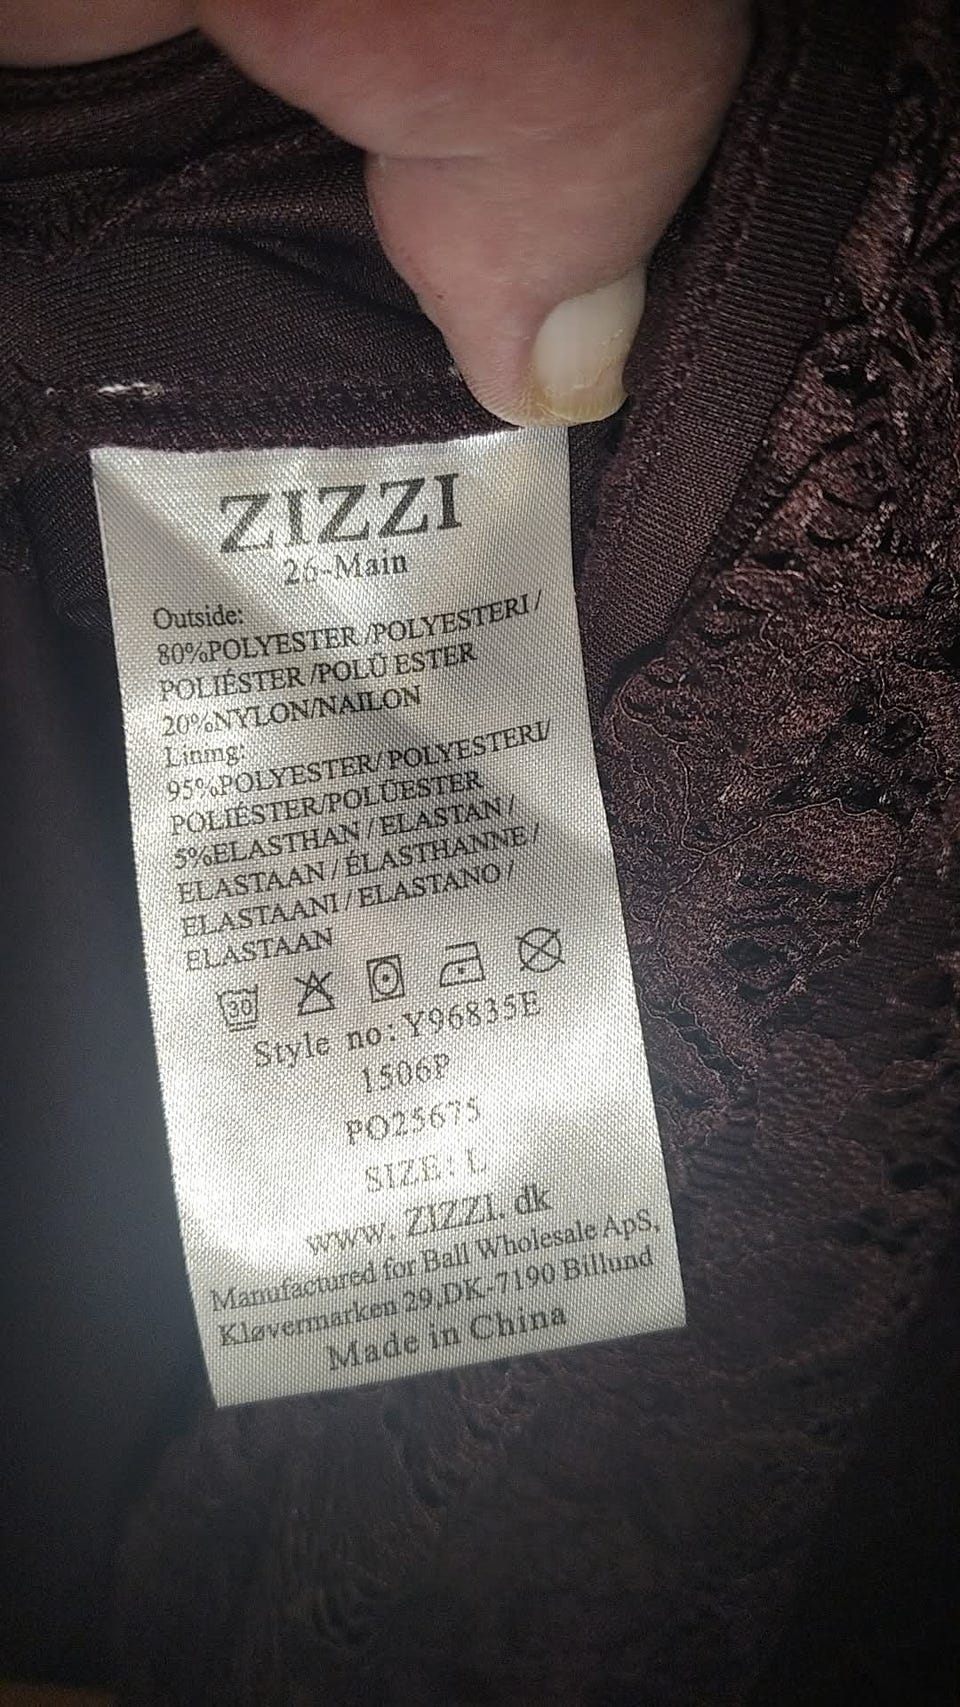 ZIZZI
26-Main
Outside:
80%POLYESTER/POLYESTERI/
POLIÉSTER/POLÜ ESTER
20%NYLON/NAILON
Lining:
95%POLYESTER/POLYESTERI/
POLIÉSTER/POLÜESTER
5%ELASTHAN/ELASTAN/
ELASTAAN/ÉLASTHANNE/
ELASTAANI/ELASTANO/
ELASTAAN
30
Style no:Y96835E
1506P
PO25675
SIZE: L
www.ZIZZI.dk
Manufactured for Ball Wholesale ApS,
Kløvermarken 29,DK-7190 Billund
Made in China